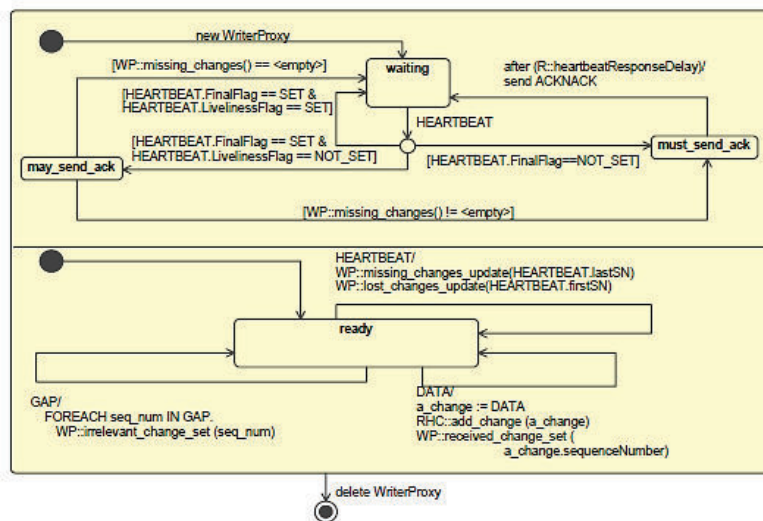 new WriterProxy
[WP::missing_changes() == <empty>]
waiting
after (R::heartbeatResponseDelay)/
send ACKNACK
[HEARTBEAT.FinalFlag == SET &
HEARTBEAT.LivelinessFlag == SET]
HEARTBEAT
[HEARTBEAT.FinalFlag == SET &
HEARTBEAT.LivelinessFlag == NOT_SET]
may_send_ack
[HEARTBEAT.FinalFlag==NOT_SET]
must_send_ack
[WP::missing_changes() != <empty>]
HEARTBEAT/
WP::missing_changes_update(HEARTBEAT.lastSN)
WP::lost_changes_update(HEARTBEAT.firstSN)
ready
GAP/
FOREACH seq_num IN GAP.
WP::irrelevant_change_set (seq_num)
DATA/
a_change := DATA
RHC::add_change (a_change)
WP::received_change_set (
a_change.sequenceNumber)
delete WriterProxy